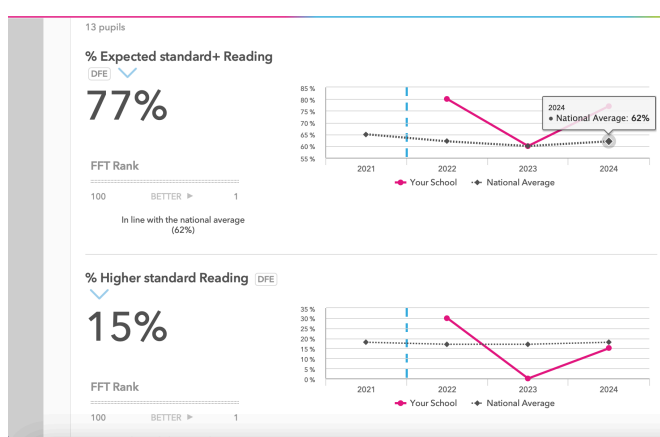 13 pupils
% Expected standard+ Reading
DFE
77%
FFT Rank
100 BETTER ► 1
In line with the national average
(62%)
85 %
80 %
75 %
70 %
65 %
60 %
55 %
2024
National Average: 62%
2021 2022 2023 2024
Your School National Average
% Higher standard Reading DFE
15%
FFT Rank
100 BETTER ► 1
35 %
30 %
25 %
20 %
15 %
10 %
5 %
0 %
2021 2022 2023 2024
Your School National Average